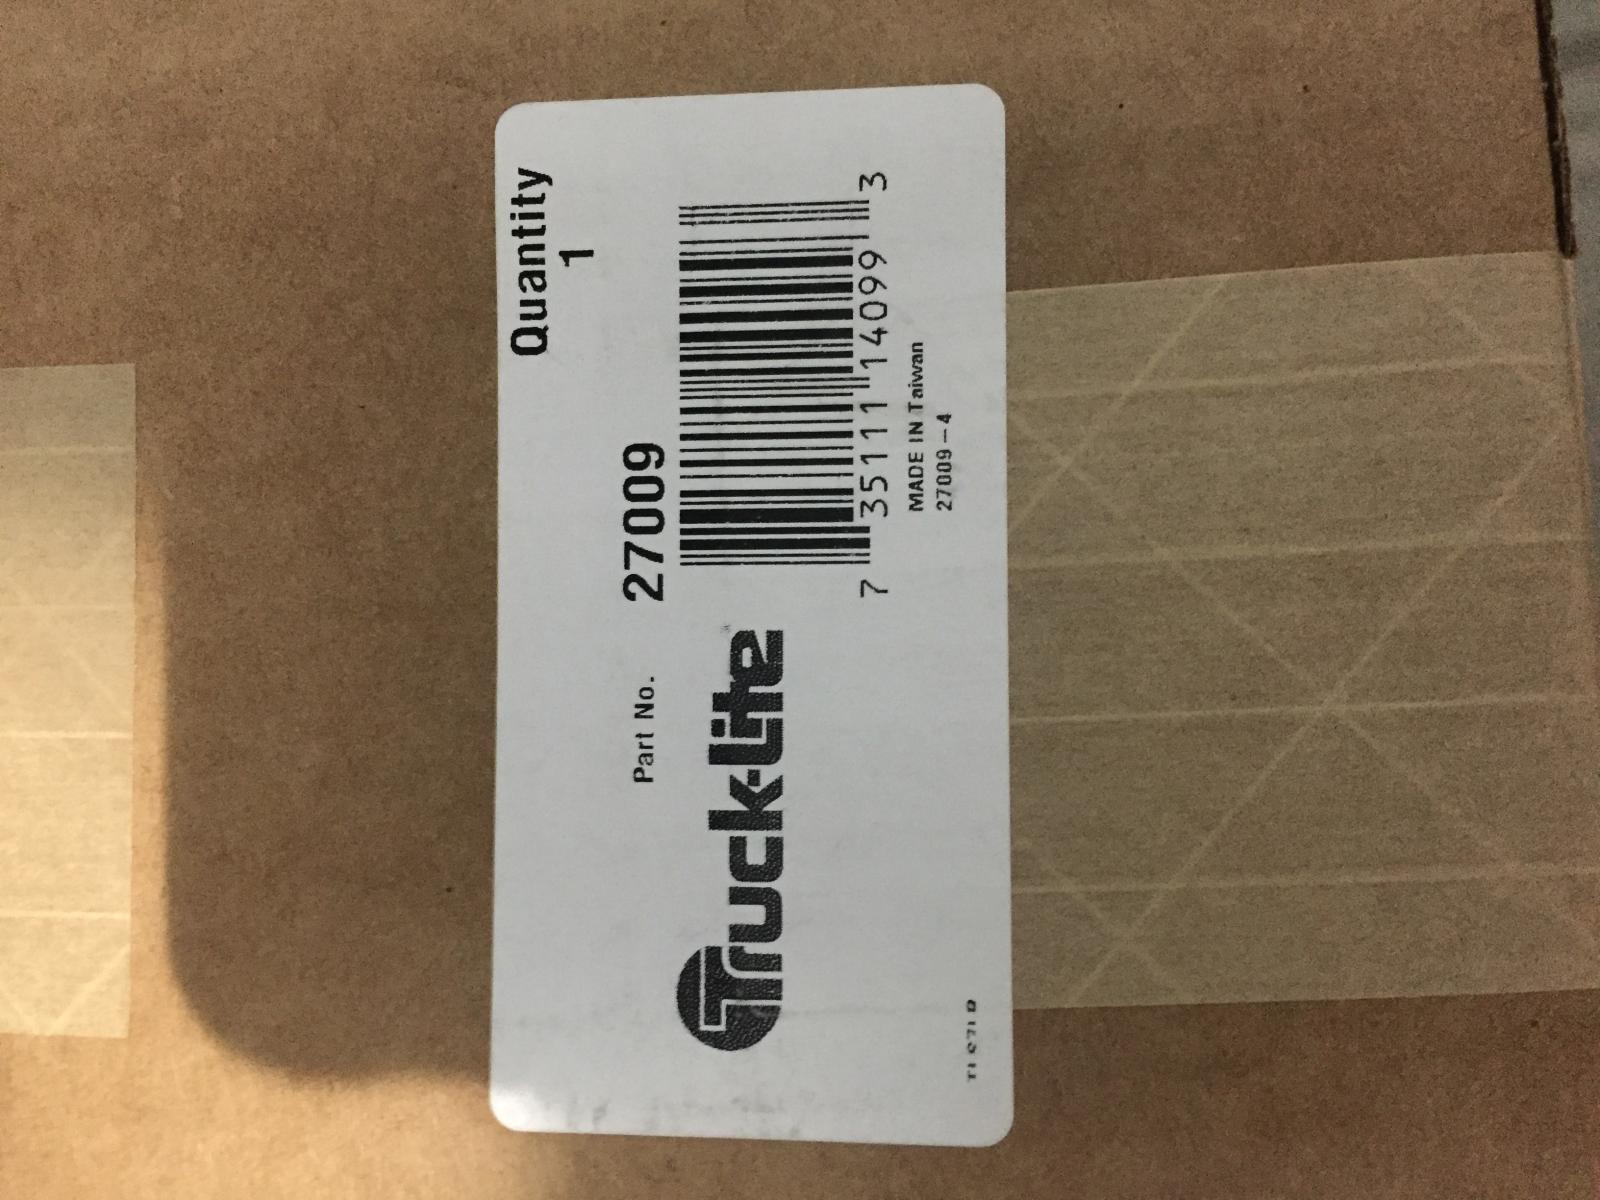 Quantity
1
Part No. 27009
Truck-Lite
7 35111 14099 3
MADE IN Taiwan
27009-4